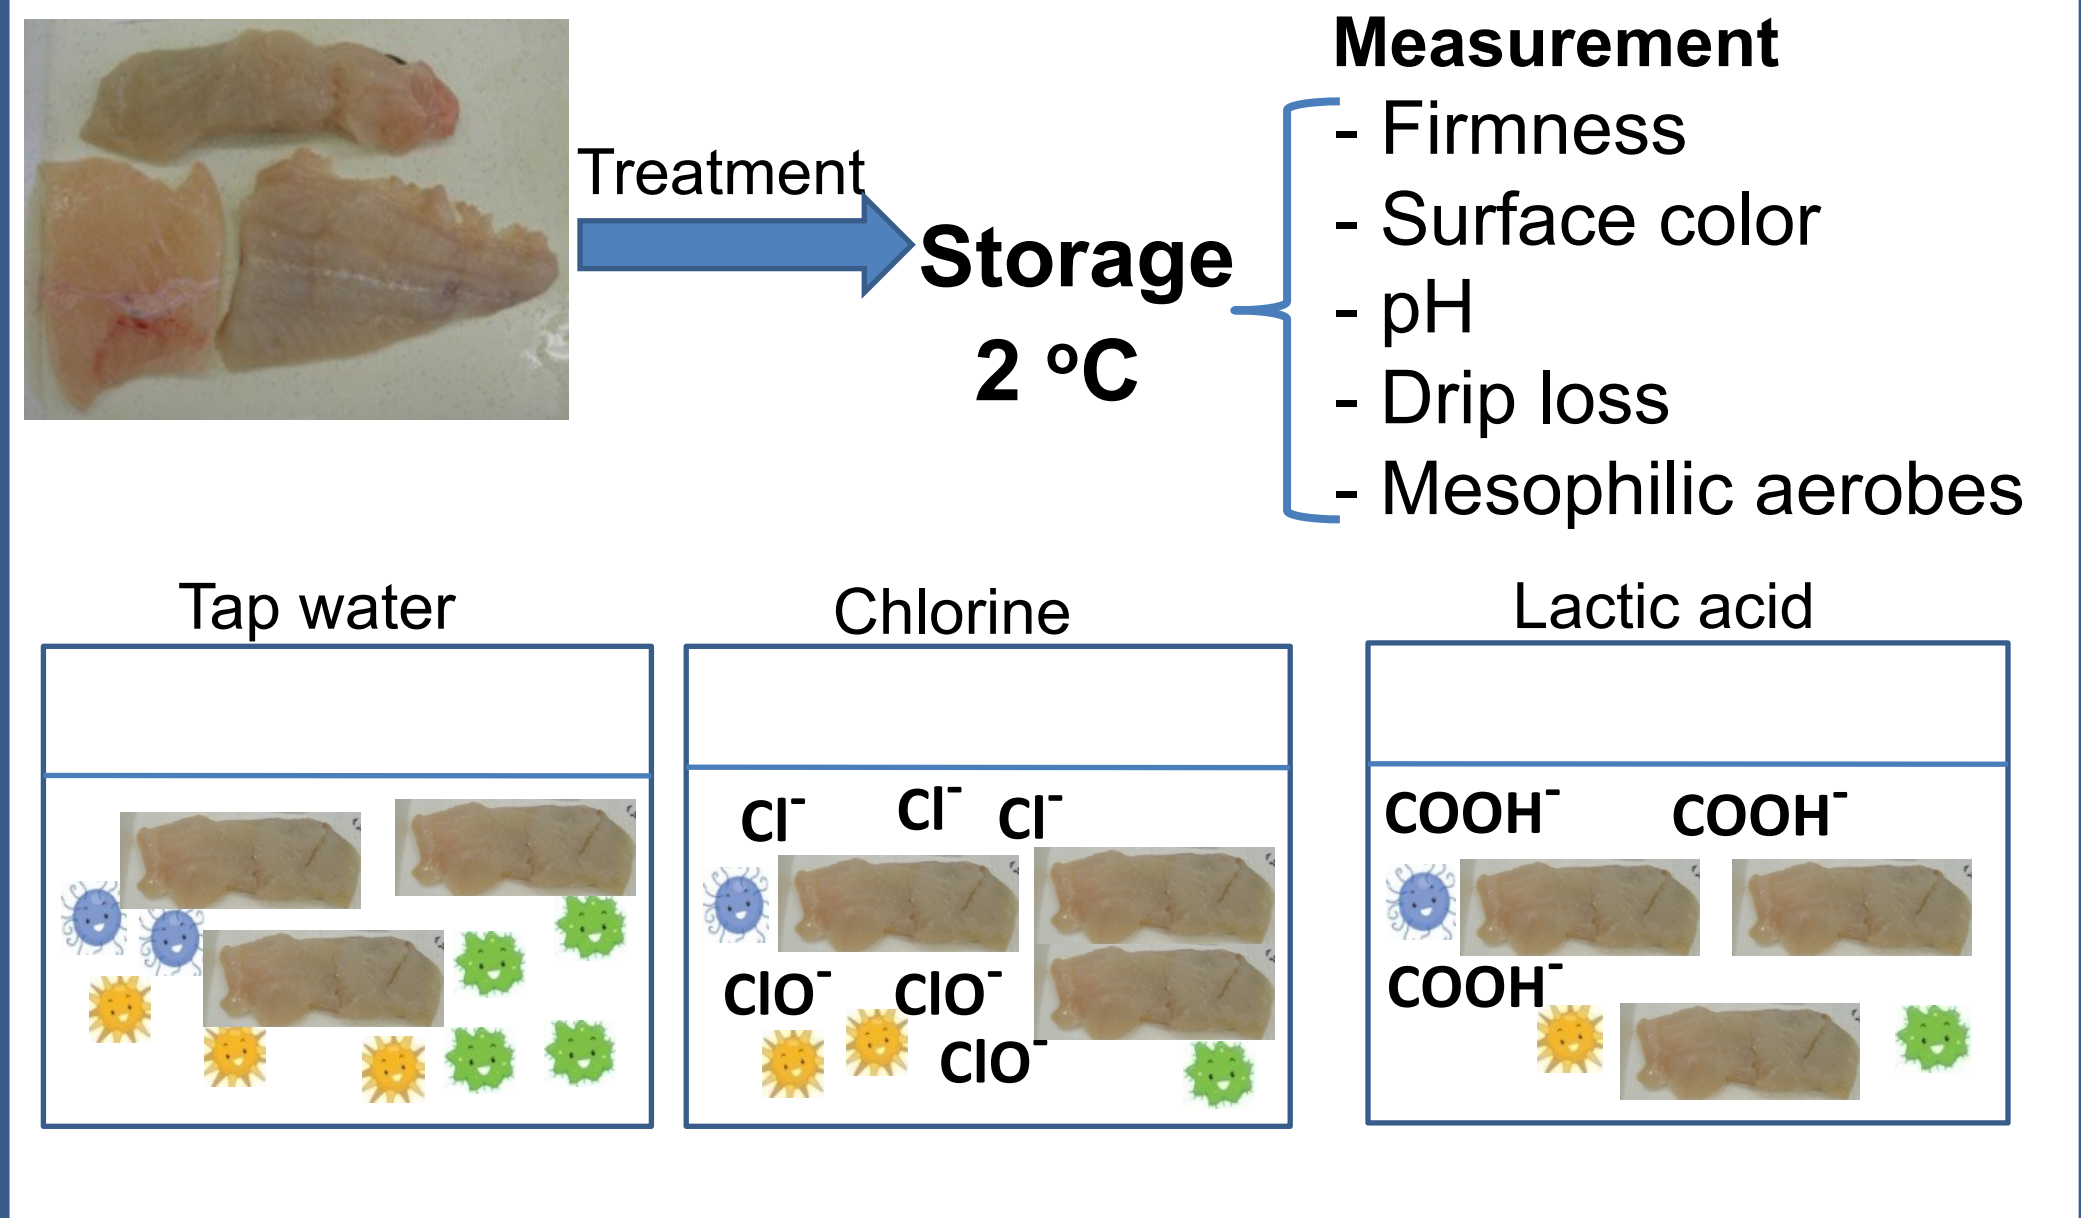 Measurement
- Firmness
- Surface color
- pH
- Drip loss
- Mesophilic aerobes
Treatment
Storage
2 ºC
Tap water
Chlorine
Lactic acid
Cl⁻ Cl⁻ Cl⁻
ClO⁻ ClO⁻
ClO⁻
COOH⁻ COOH⁻
COOH⁻